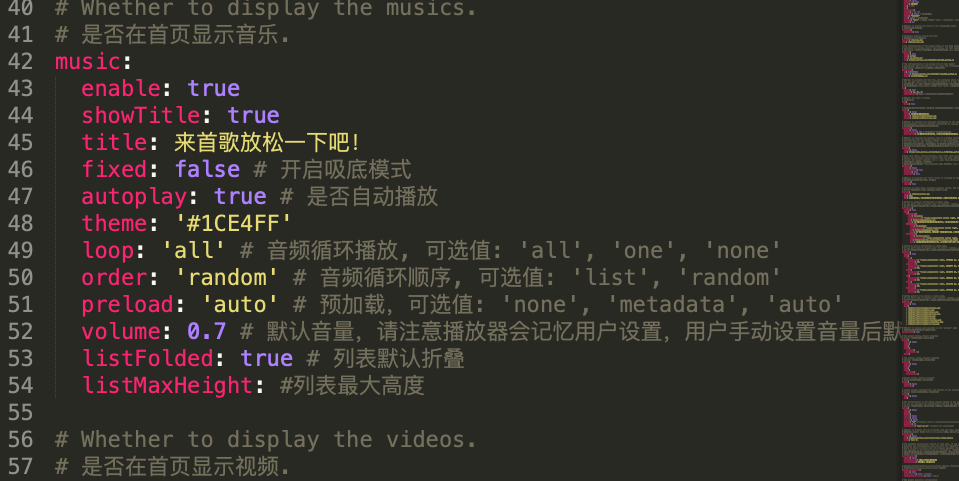 40 # Whether to display the musics.
41 # 是否在首页显示音乐.
42 music:
43 enable: true
44 showTitle: true
45 title: 来首歌放松一下吧!
46 fixed: false # 开启吸底模式
47 autoplay: true # 是否自动播放
48 theme: '#1CE4FF'
49 loop: 'all' # 音频循环播放, 可选值: 'all', 'one', 'none'
50 order: 'random' # 音频循环顺序, 可选值: 'list', 'random'
51 preload: 'auto' # 预加载，可选值: 'none', 'metadata', 'auto'
52 volume: 0.7 # 默认音量，请注意播放器会记忆用户设置，用户手动设置音量后默
53 listFolded: true # 列表默认折叠
54 listMaxHeight: #列表最大高度
55
56 # Whether to display the videos.
57 # 是否在首页显示视频.